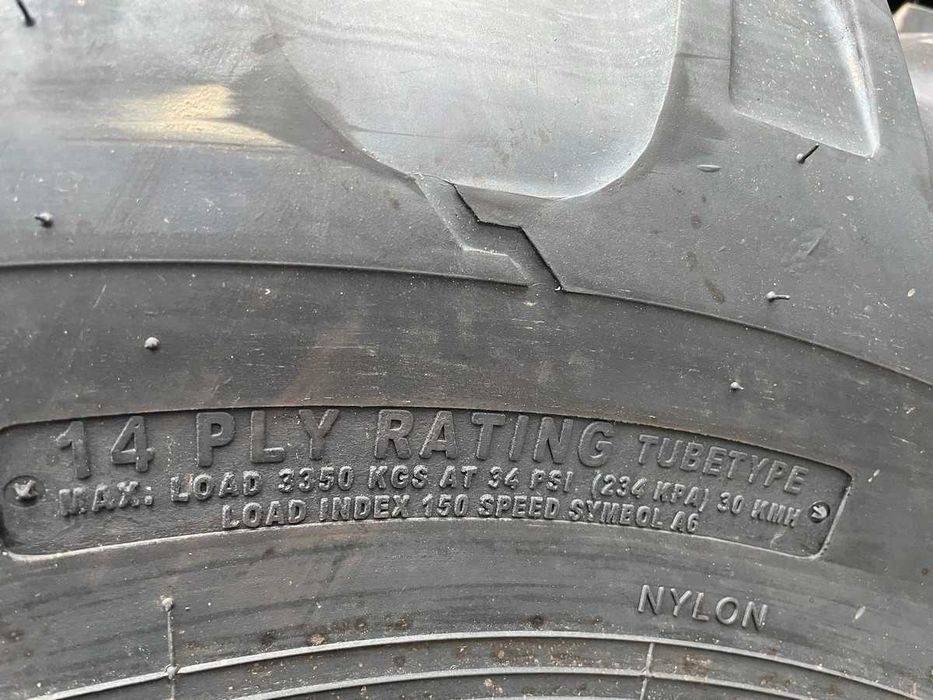 14 PLY RATING TUBETYPE
MAX: LOAD 3350 KGS AT 34 PSI. (234 KPA) 30 KMH
LOAD INDEX 150 SPEED SYMBOL A6
NYLON